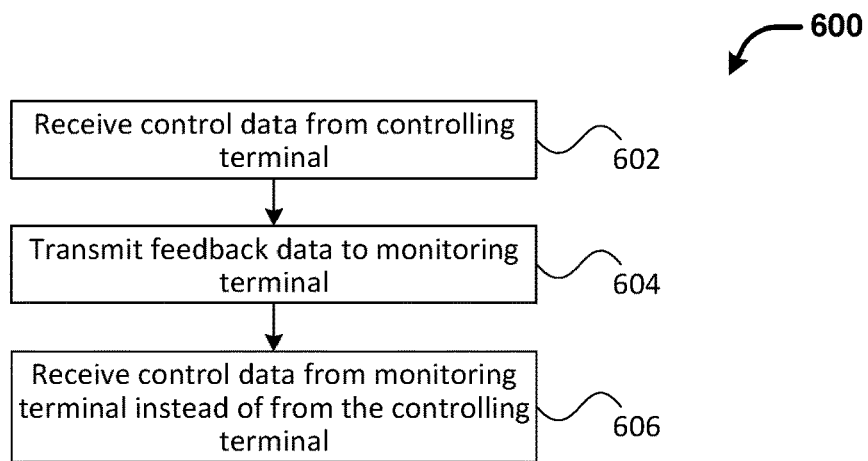 600
Receive control data from controlling
terminal
602
Transmit feedback data to monitoring
terminal
604
Receive control data from monitoring
terminal instead of from the controlling
terminal
606